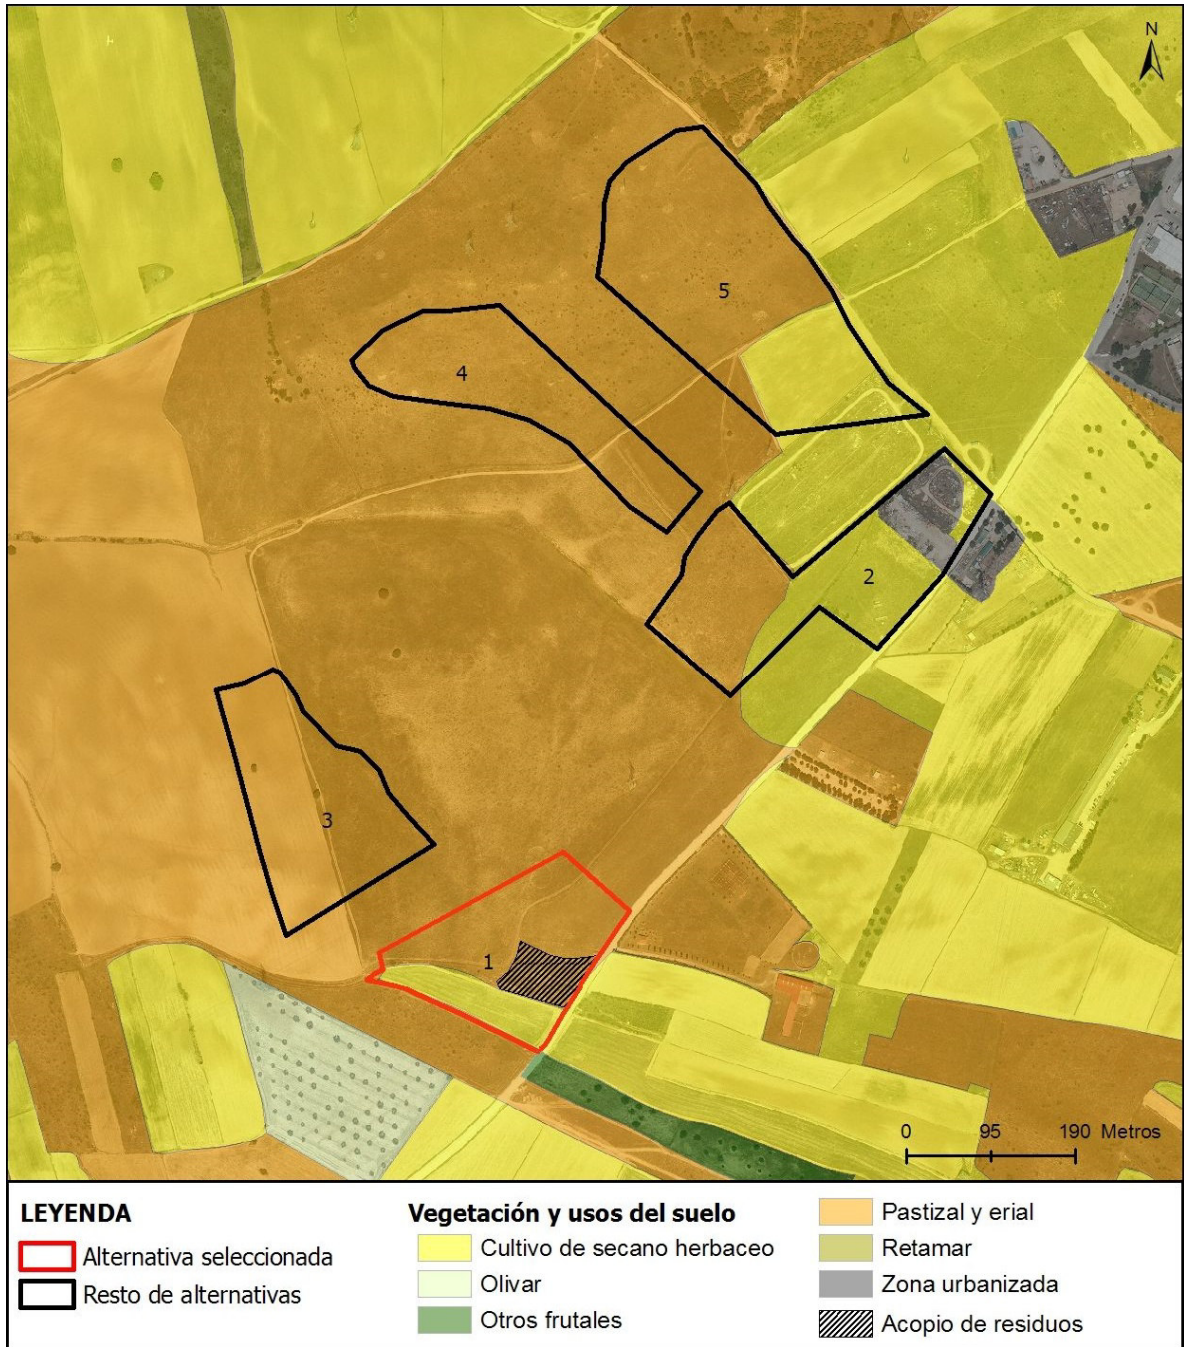 N
5
4
2
3
1
0 95 190 Metros
LEYENDA
Alternativa seleccionada
Resto de alternativas
Vegetación y usos del suelo
Cultivo de secano herbaceo
Olivar
Otros frutales
Pastizal y erial
Retamar
Zona urbanizada
Acopio de residuos